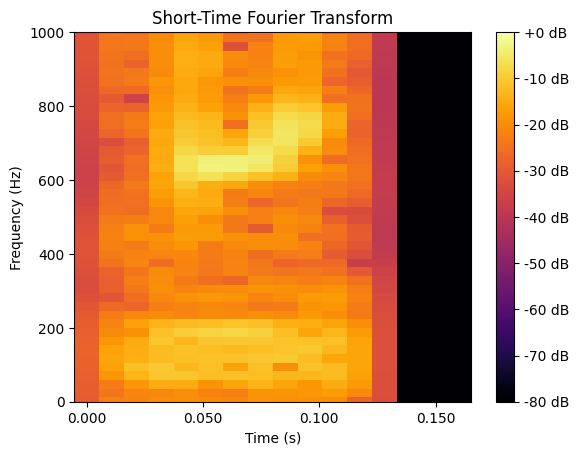 Short-Time Fourier Transform
1000
800
600
400
200
0
Frequency (Hz)
0.000
0.050
0.100
0.150
Time (s)
+0 dB
-10 dB
-20 dB
-30 dB
-40 dB
-50 dB
-60 dB
-70 dB
-80 dB